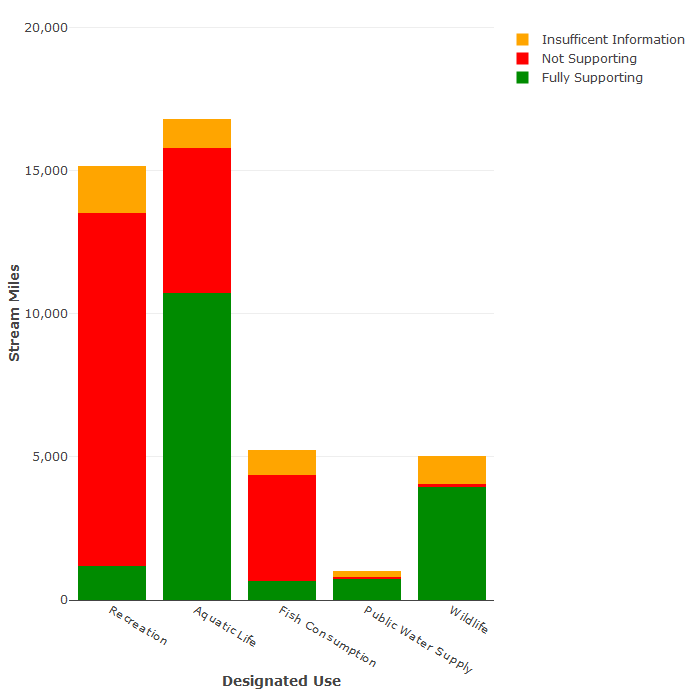 20,000
15,000
10,000
5,000
0
Stream Miles
Recreation
Aquatic Life
Fish Consumption
Public Water Supply
Wildlife
Designated Use
Insufficent Information
Not Supporting
Fully Supporting